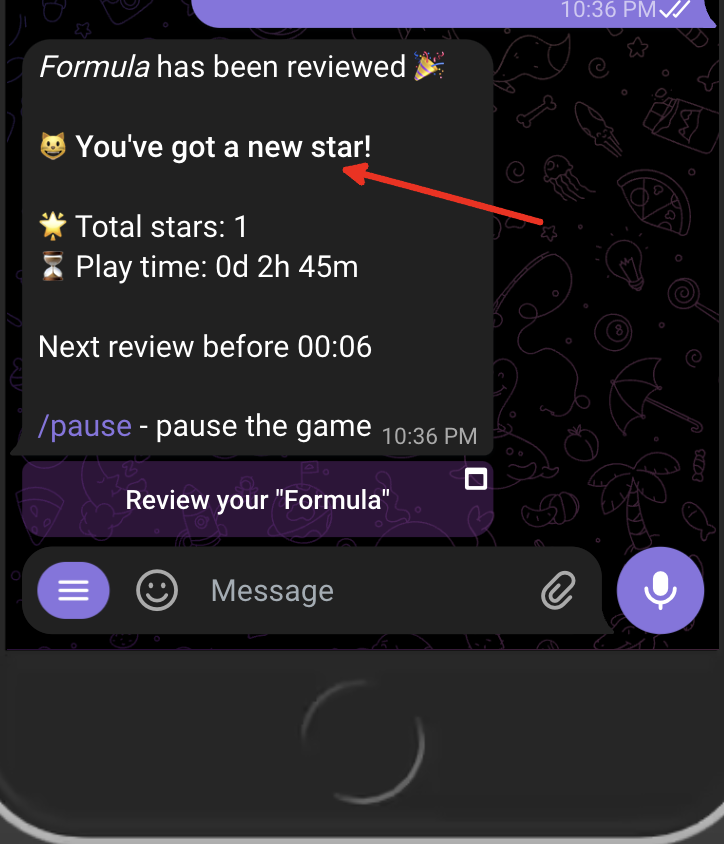 10:36 PM
Formula has been reviewed 🎉
😺 You've got a new star!
🌟 Total stars: 1
⏳ Play time: 0d 2h 45m
Next review before 00:06
/pause - pause the game 10:36 PM
Review your "Formula"
Message